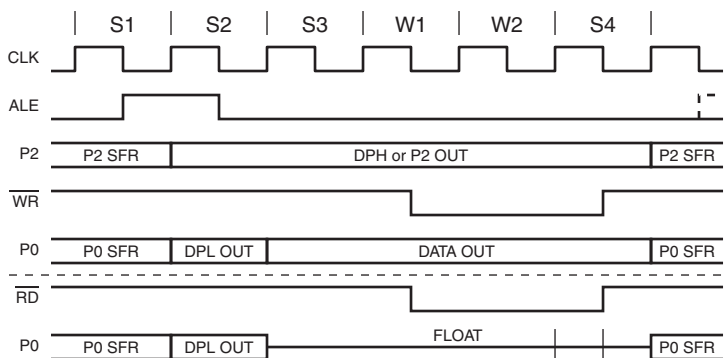 S1 S2 S3 W1 W2 S4
CLK
ALE
P2 P2 SFR DPH or P2 OUT P2 SFR
WR
P0 P0 SFR DPL OUT DATA OUT P0 SFR
RD
P0 P0 SFR DPL OUT FLOAT P0 SFR